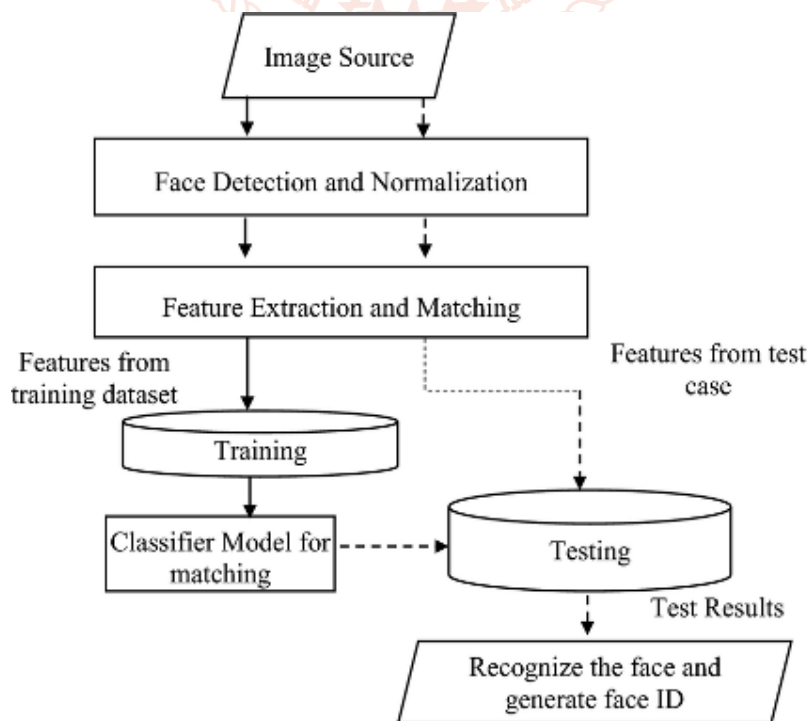 Image Source
Face Detection and Normalization
Feature Extraction and Matching
Features from
training dataset
Features from test
case
Training
Classifier Model for
matching
Testing
Test Results
Recognize the face and
generate face ID